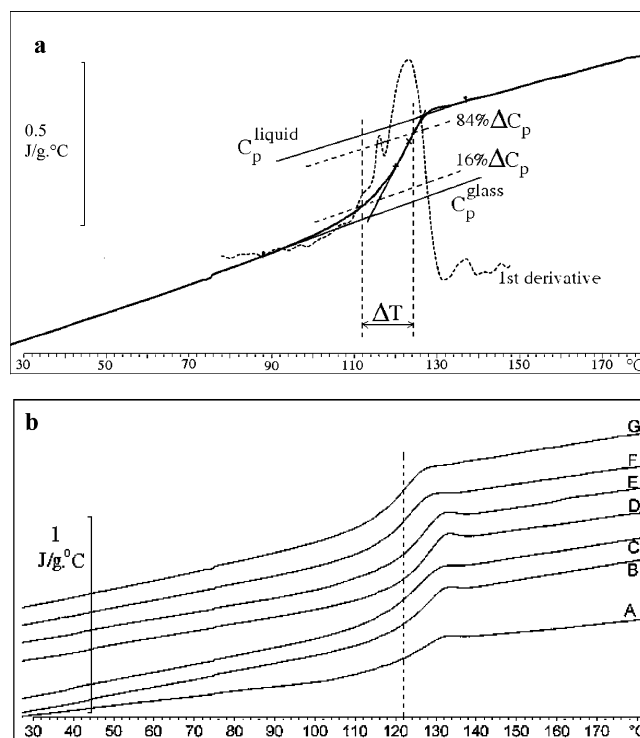 a
0.5
J/g.°C
C_p^liquid
84%ΔC_p
16%ΔC_p
C_p^glass
1st derivative
ΔT
30 50 70 90 110 130 150 170 °C
b
1
J/g.⁰C
G
F
E
D
C
B
A
30 40 50 60 70 80 90 100 110 120 130 140 150 160 170 °C